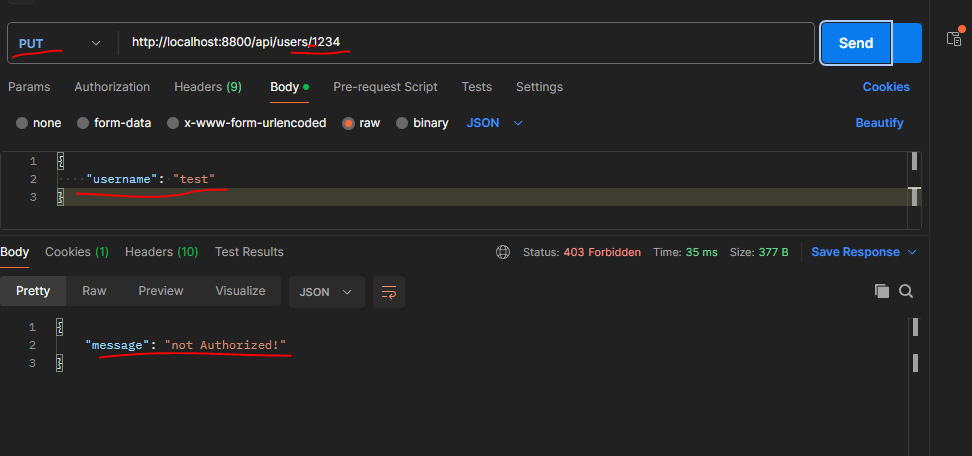 PUT http://localhost:8800/api/users/1234 Send
Params Authorization Headers (9) Body Pre-request Script Tests Settings Cookies
none form-data x-www-form-urlencoded raw binary JSON Beautify
1 {
2 "username": "test"
3 }
Body Cookies (1) Headers (10) Test Results Status: 403 Forbidden Time: 35 ms Size: 377 B Save Response
Pretty Raw Preview Visualize JSON
1 {
2 "message": "not Authorized!"
3 }